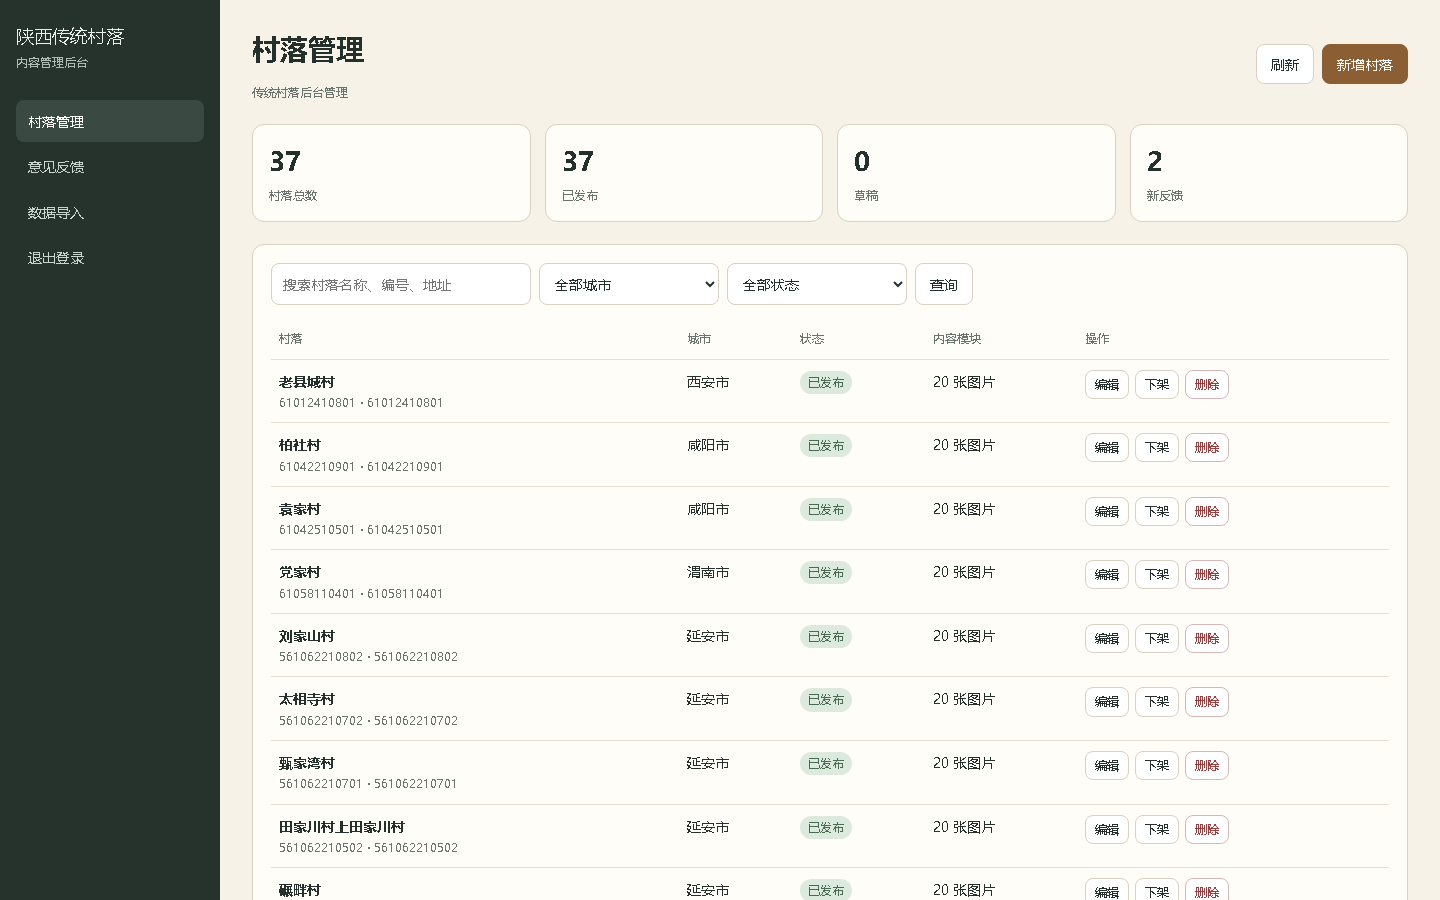 陕西传统村落
内容管理后台
村落管理
意见反馈
数据导入
退出登录
村落管理
传统村落后台管理
刷新
新增村落
37
村落总数
37
已发布
0
草稿
2
新反馈
搜索村落名称、编号、地址
全部城市
全部状态
查询
村落 城市 状态 内容模块 操作
老县城村 西安市 已发布 20 张图片 编辑 下架 删除
61012410801 · 61012410801
柏社村 咸阳市 已发布 20 张图片 编辑 下架 删除
61042210901 · 61042210901
袁家村 咸阳市 已发布 20 张图片 编辑 下架 删除
61042510501 · 61042510501
党家村 渭南市 已发布 20 张图片 编辑 下架 删除
61058110401 · 61058110401
刘家山村 延安市 已发布 20 张图片 编辑 下架 删除
561062210802 · 561062210802
太相寺村 延安市 已发布 20 张图片 编辑 下架 删除
561062210702 · 561062210702
甄家湾村 延安市 已发布 20 张图片 编辑 下架 删除
561062210701 · 561062210701
田家川村上田家川村 延安市 已发布 20 张图片 编辑 下架 删除
561062210502 · 561062210502
碾畔村 延安市 已发布 20 张图片 编辑 下架 删除